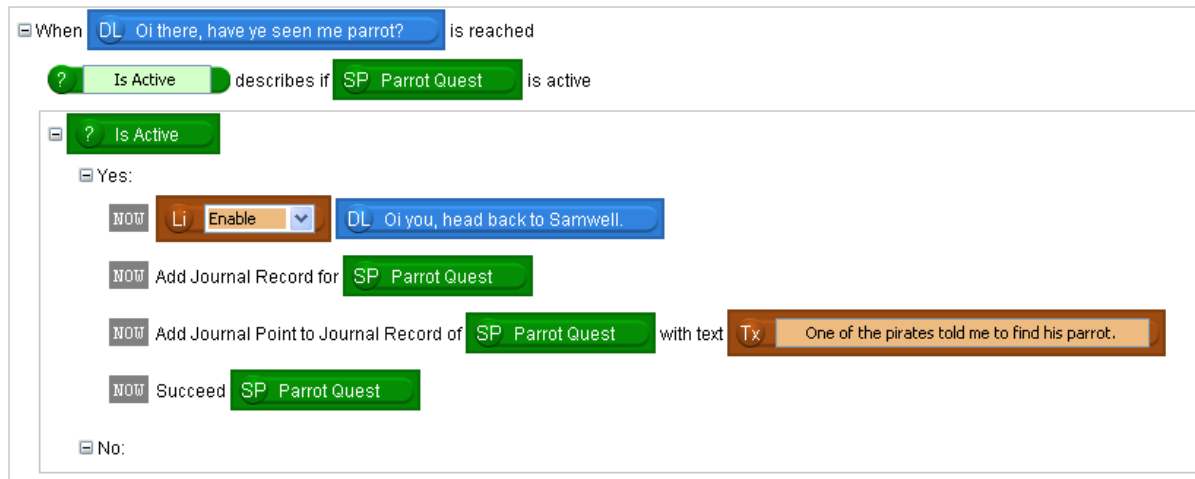 When DL Oi there, have ye seen me parrot? is reached
? Is Active describes if SP Parrot Quest is active
? Is Active
Yes:
NOW Li Enable DL Oi you, head back to Samwell.
NOW Add Journal Record for SP Parrot Quest
NOW Add Journal Point to Journal Record of SP Parrot Quest with text Tx One of the pirates told me to find his parrot.
NOW Succeed SP Parrot Quest
No: